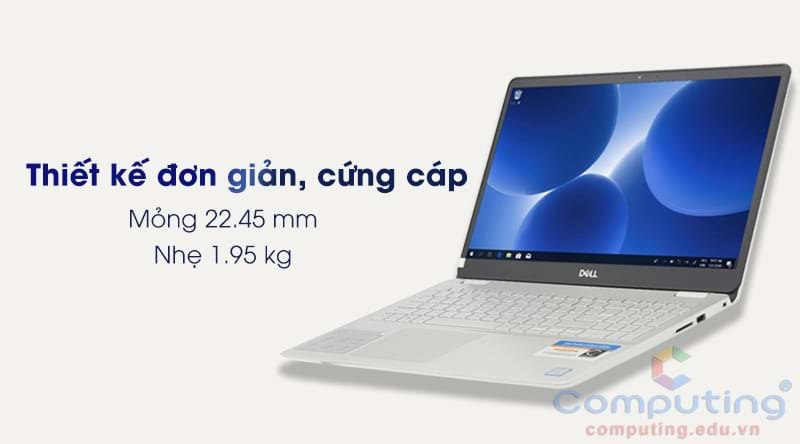 Thiết kế đơn giản, cứng cáp
Mỏng 22.45 mm
Nhẹ 1.95 kg
DELL
Computing®
computing.edu.vn